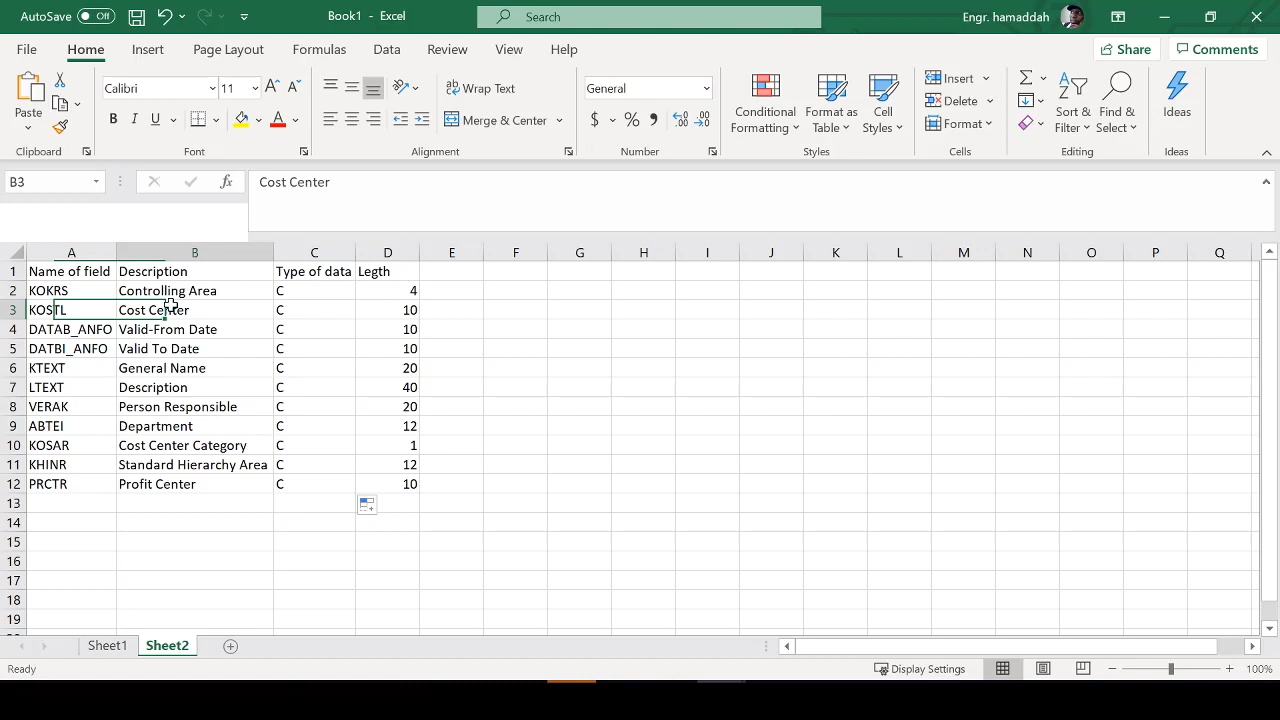 AutoSave Off Book1 - Excel Search Engr. hamaddah
File Home Insert Page Layout Formulas Data Review View Help Share Comments
Paste Calibri 11 A A Wrap Text General Conditional Formatting Format as Table Cell Styles Insert Sort & Filter Find & Select Ideas
B I U A Merge & Center $ % Delete
Format
Clipboard Font Alignment Number Styles Cells Editing Ideas
B3 fx Cost Center
A B C D E F G H I J K L M N O P Q
1 Name of field Description Type of data Legth
2 KOKRS Controlling Area C 4
3 KOSTL Cost Center C 10
4 DATAB_ANFO Valid-From Date C 10
5 DATBI_ANFO Valid To Date C 10
6 KTEXT General Name C 20
7 LTEXT Description C 40
8 VERAK Person Responsible C 20
9 ABTEI Department C 12
10 KOSAR Cost Center Category C 1
11 KHINR Standard Hierarchy Area C 12
12 PRCTR Profit Center C 10
13
14
15
16
17
18
19
Sheet1 Sheet2
Ready Display Settings 100%